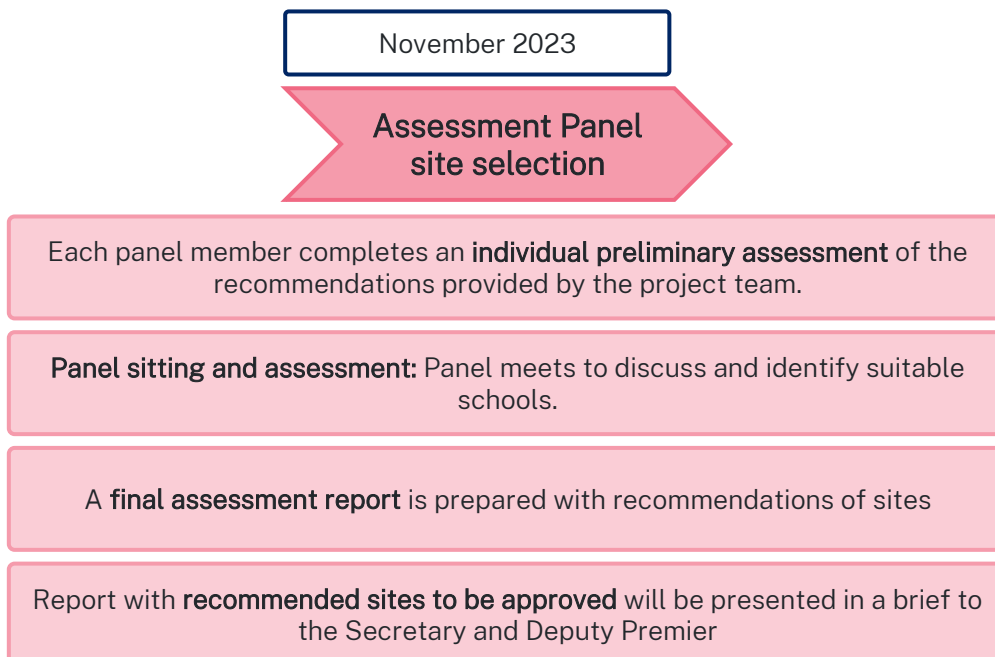 November 2023
Assessment Panel
site selection
Each panel member completes an individual preliminary assessment of the
recommendations provided by the project team.
Panel sitting and assessment: Panel meets to discuss and identify suitable
schools.
A final assessment report is prepared with recommendations of sites
Report with recommended sites to be approved will be presented in a brief to
the Secretary and Deputy Premier